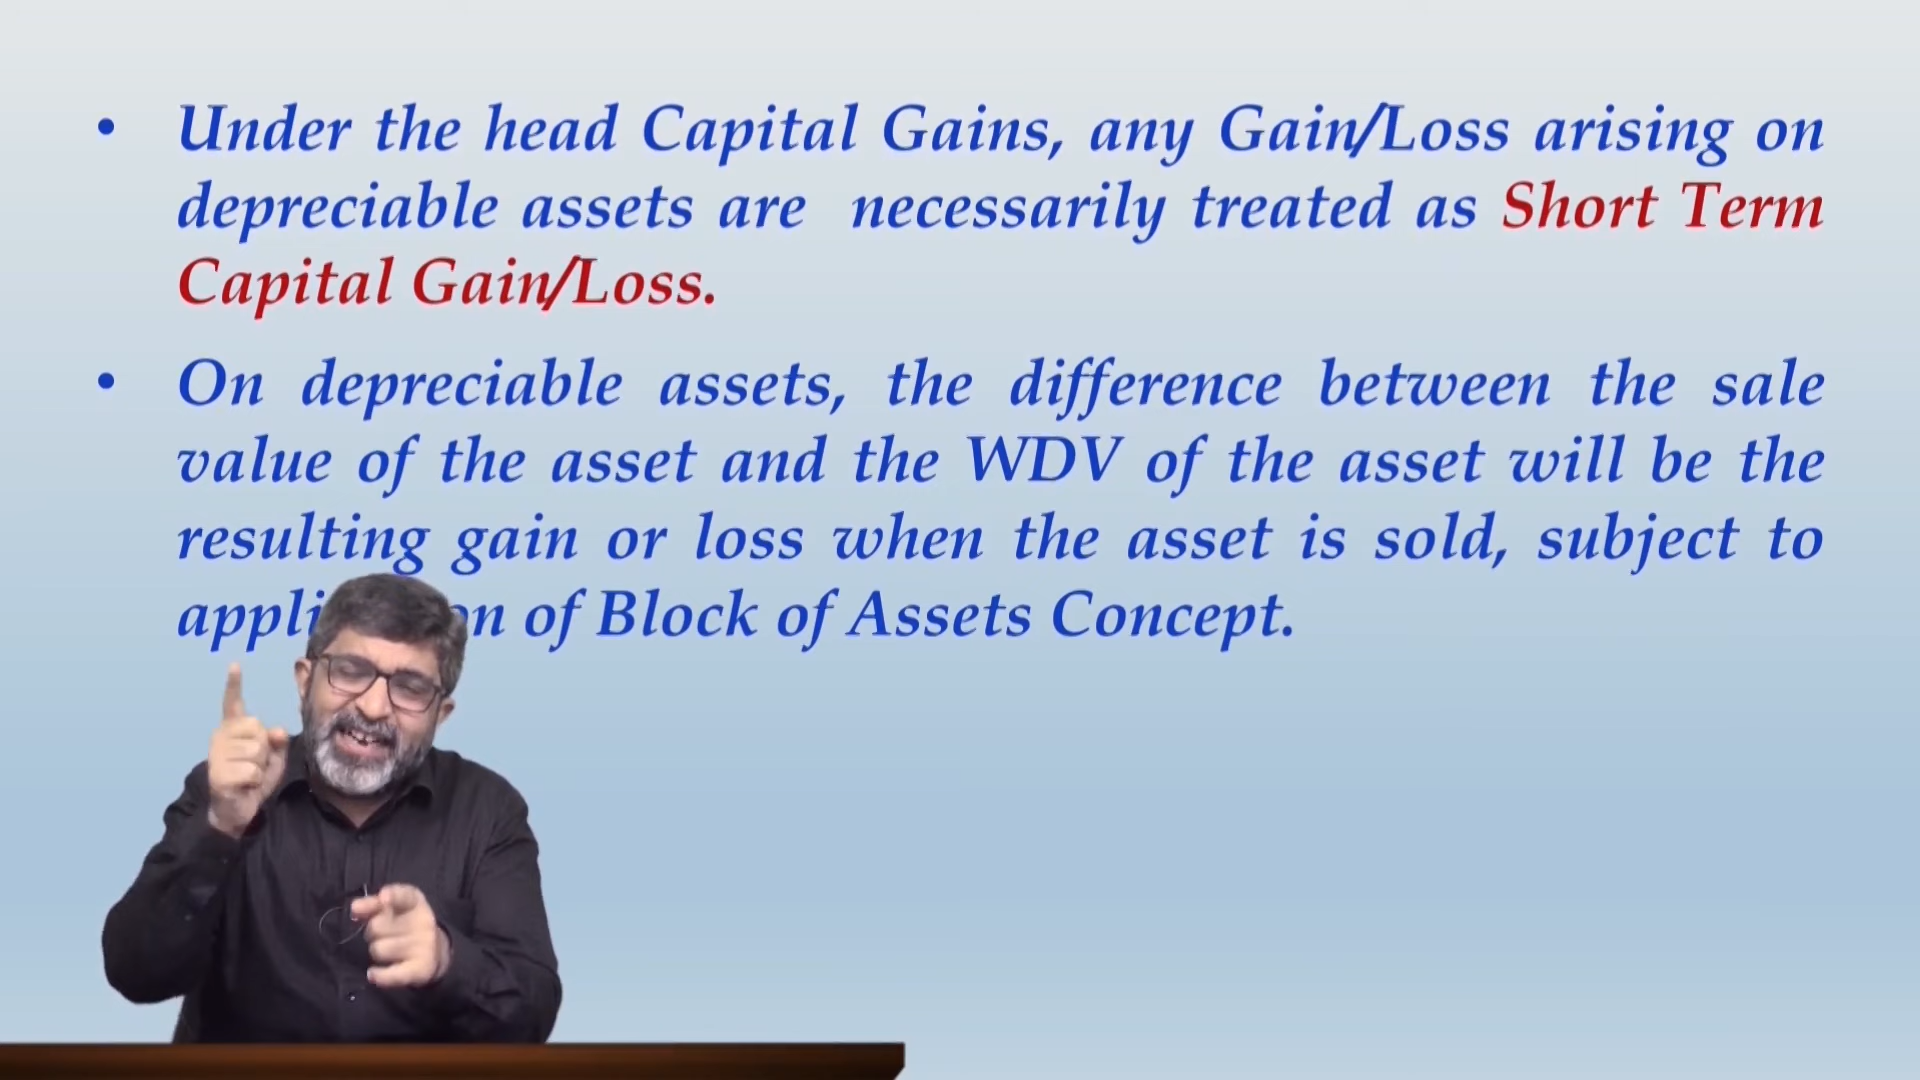 • Under the head Capital Gains, any Gain/Loss arising on
depreciable assets are necessarily treated as Short Term
Capital Gain/Loss.
• On depreciable assets, the difference between the sale
value of the asset and the WDV of the asset will be the
resulting gain or loss when the asset is sold, subject to
of Block of Assets Concept.